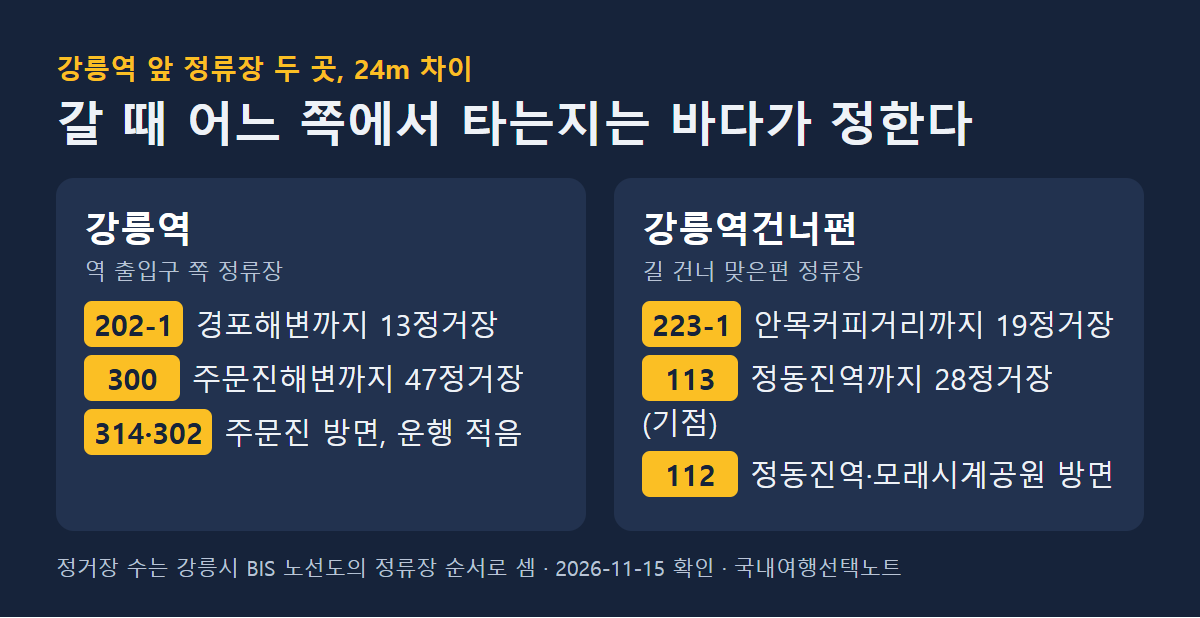 강릉역 앞 정류장 두 곳, 24m 차이
갈 때 어느 쪽에서 타는지는 바다가 정한다
강릉역
역 출입구 쪽 정류장
202-1 경포해변까지 13정거장
300 주문진해변까지 47정거장
314·302 주문진 방면, 운행 적음
강릉역건너편
길 건너 맞은편 정류장
223-1 안목커피거리까지 19정거장
113 정동진역까지 28정거장
(기점)
112 정동진역·모래시계공원 방면
정거장 수는 강릉시 BIS 노선도의 정류장 순서로 셈 · 2026-11-15 확인 · 국내여행선택노트